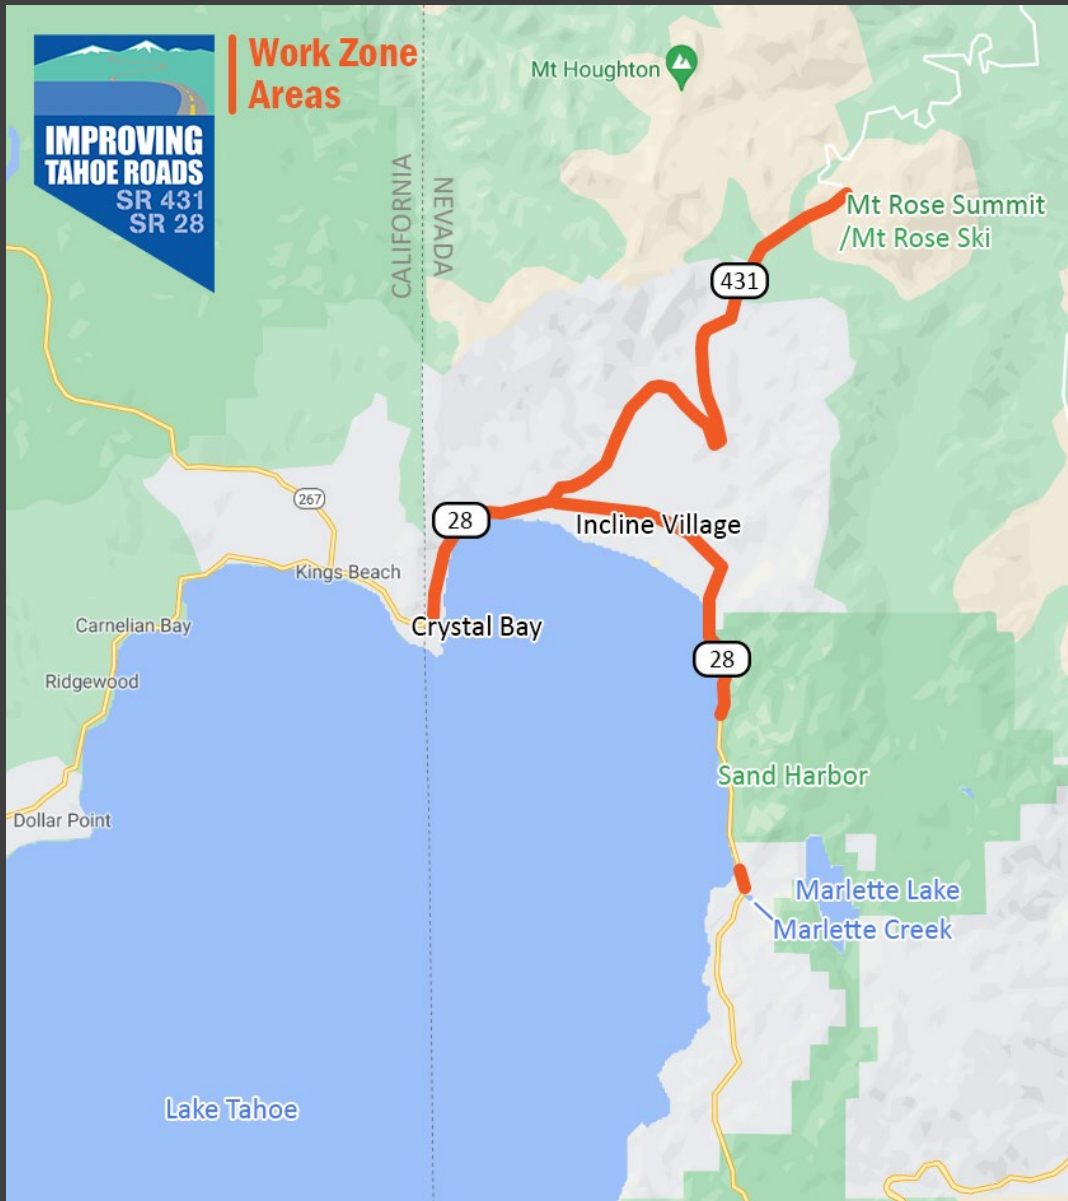 Work Zone
Areas
IMPROVING
TAHOE ROADS
SR 431
SR 28
Mt Houghton
CALIFORNIA
NEVADA
Mt Rose Summit
/Mt Rose Ski
431
267
28
Incline Village
Kings Beach
Crystal Bay
Carnelian Bay
28
Ridgewood
Sand Harbor
Dollar Point
Marlette Lake
Marlette Creek
Lake Tahoe